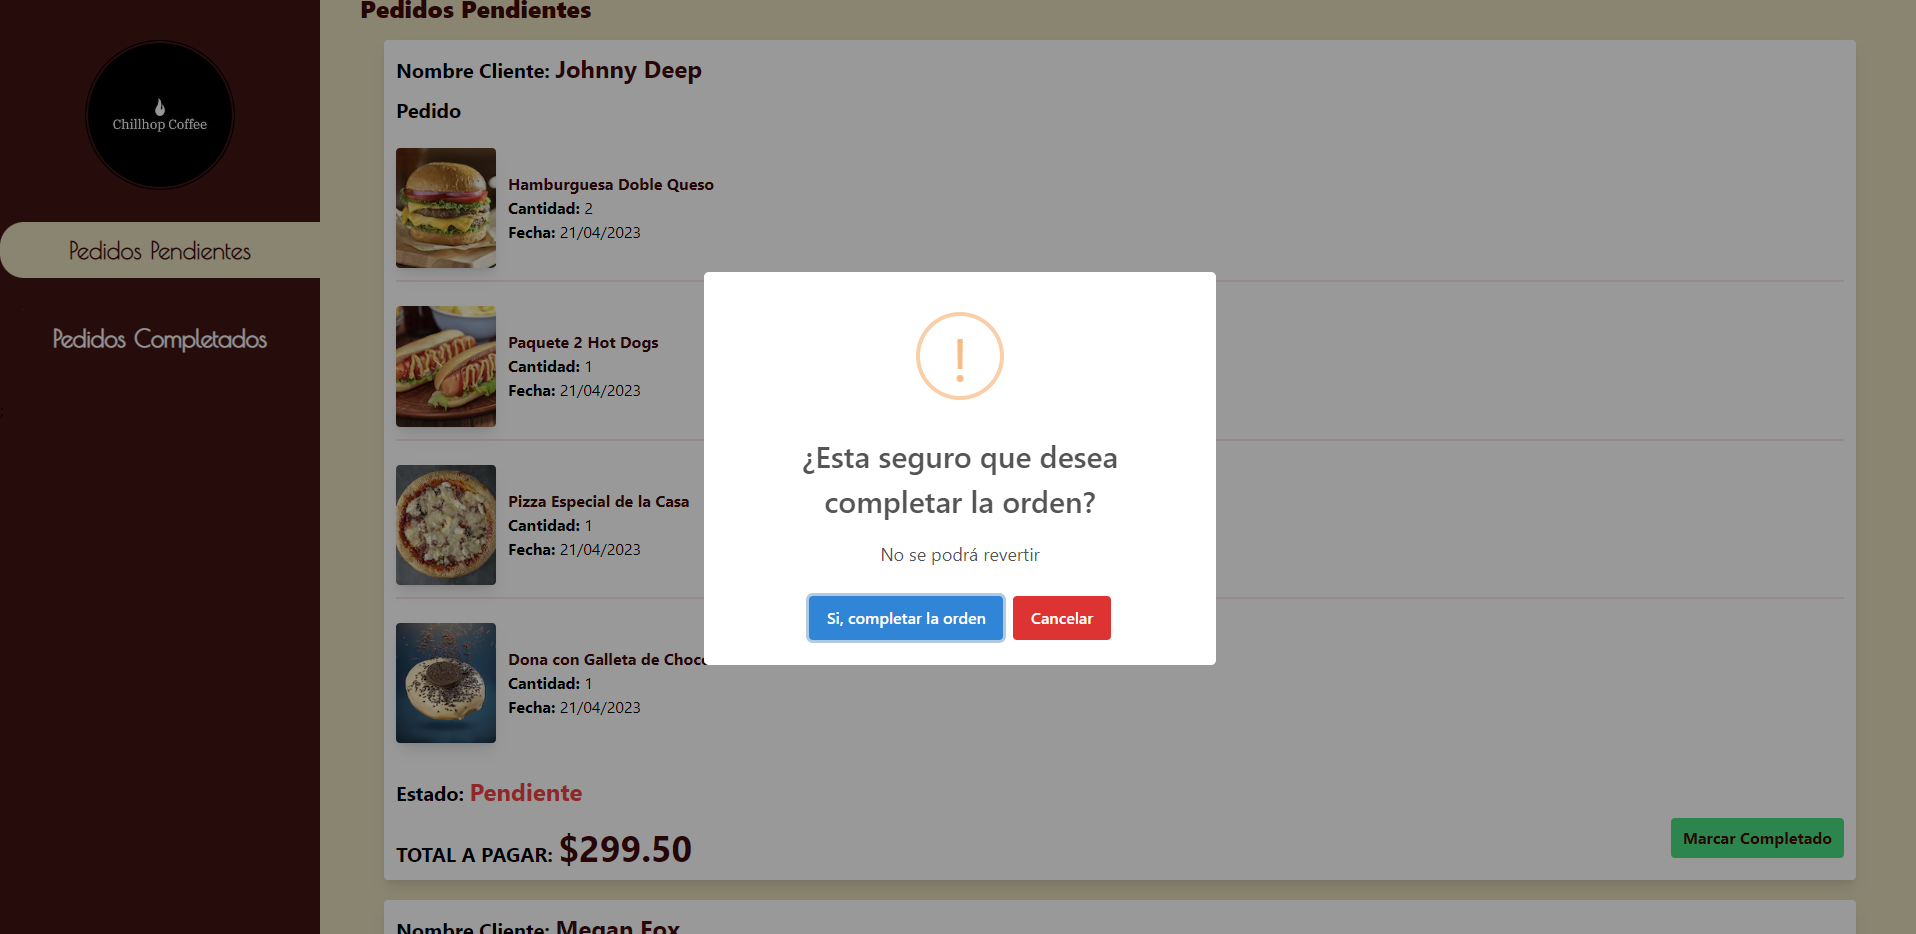 Chillhop Coffee
Pedidos Pendientes
Pedidos Completados
Pedidos Pendientes
Nombre Cliente: Johnny Deep
Pedido
Hamburguesa Doble Queso
Cantidad: 2
Fecha: 21/04/2023
Paquete 2 Hot Dogs
Cantidad: 1
Fecha: 21/04/2023
Pizza Especial de la Casa
Cantidad: 1
Fecha: 21/04/2023
Dona con Galleta de
Cantidad: 1
Fecha: 21/04/2023
Estado: Pendiente
TOTAL A PAGAR: $299.50
Marcar Completado
Nombre Cliente: Megan Fox
!
¿Esta seguro que desea
completar la orden?
No se podrá revertir
Si, completar la orden
Cancelar